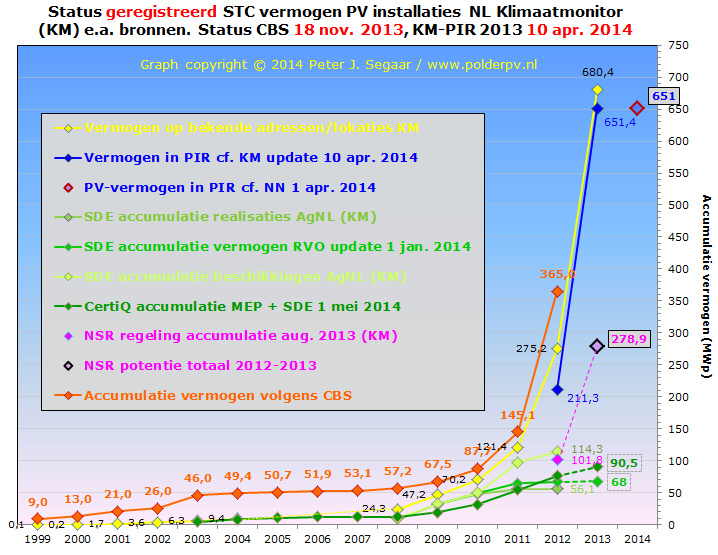 Status geregistreerd STC vermogen PV installaties NL Klimaatmonitor
(KM) e.a. bronnen. Status CBS 18 nov. 2013, KM-PIR 2013 10 apr. 2014
Graph copyright © 2014 Peter J. Segaar / www.polderpv.nl
Vermogen op bekende adressen/lokaties KM
Vermogen in PIR cf. KM update 10 apr. 2014
PV-vermogen in PIR cf. NN 1 apr. 2014
SDE accumulatie realisaties AgNL (KM)
SDE accumulatie vermogen RVO update 1 jan. 2014
SDE accumulatie beschikkingen AgNL (KM)
CertiQ accumulatie MEP + SDE 1 mei 2014
NSR regeling accumulatie aug. 2013 (KM)
NSR potentie totaal 2012-2013
Accumulatie vermogen volgens CBS
680,4
651
651,4
365,0
275,2
278,9
211,3
145,1
121,4
114,3
101,8
90,5
68
56,1
9,0 13,0 21,0 26,0 46,0 49,4 50,7 51,9 53,1 57,2 67,5 87,7
0,1 0,2 1,7 3,6 6,3 9,4 24,3 47,2 70,2
750
700
650
600
550
500
450
400
350
300
250
200
150
100
50
0
Accumulatie vermogen (MWp)
1999 2000 2001 2002 2003 2004 2005 2006 2007 2008 2009 2010 2011 2012 2013 2014